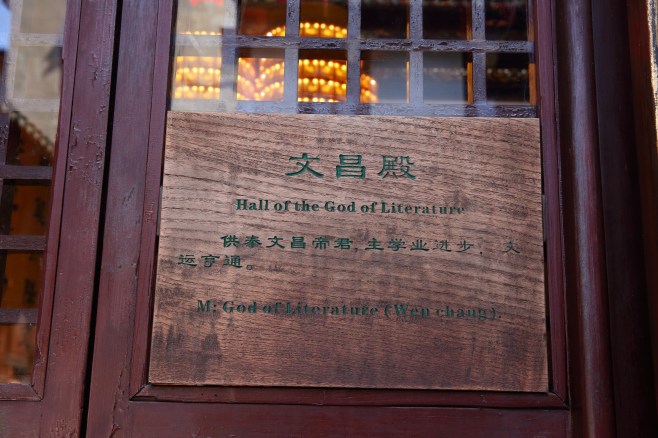 文昌殿
Hall of the God of Literature
供奉文昌帝君,主学业进步,文
运亨通。
M: God of Literature (Wen chang).